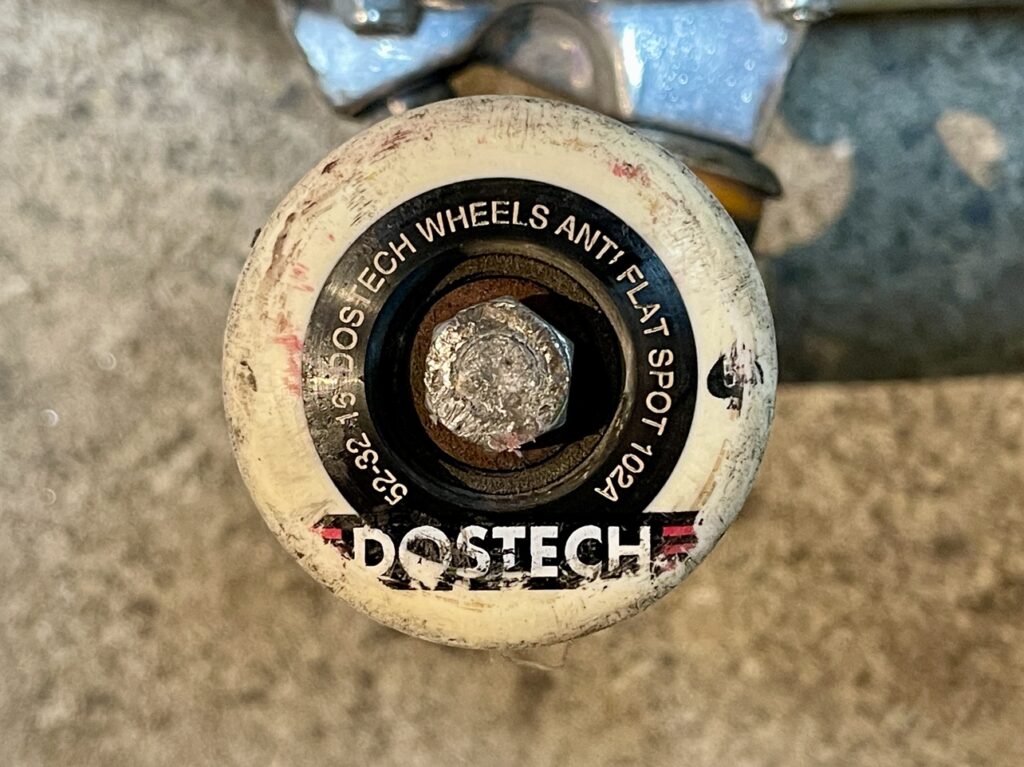 52-32 15 DOSTECH WHEELS ANTI FLAT SPOT 102A
DOSTECH